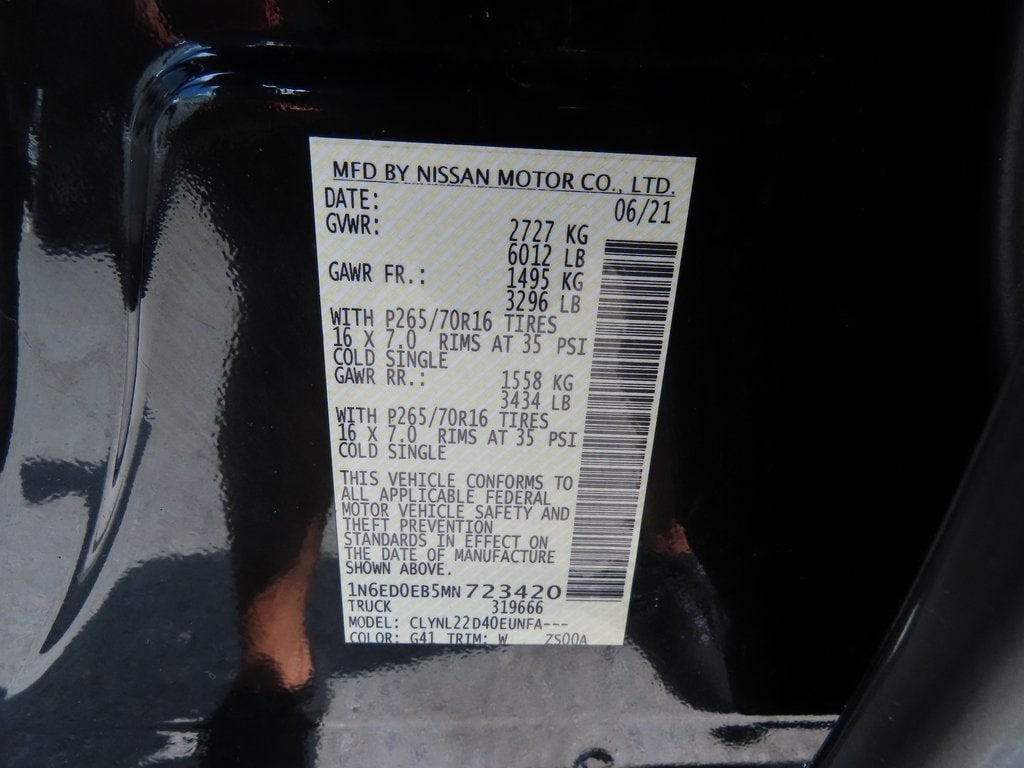 MFD BY NISSAN MOTOR CO., LTD.
DATE: 06/21
GVWR: 2727 KG
6012 LB
GAWR FR.: 1495 KG
3296 LB
WITH P265/70R16 TIRES
16 X 7.0 RIMS AT 35 PSI
COLD SINGLE
GAWR RR.: 1558 KG
3434 LB
WITH P265/70R16 TIRES
16 X 7.0 RIMS AT 35 PSI
COLD SINGLE
THIS VEHICLE CONFORMS TO
ALL APPLICABLE FEDERAL
MOTOR VEHICLE SAFETY AND
THEFT PREVENTION
STANDARDS IN EFFECT ON
THE DATE OF MANUFACTURE
SHOWN ABOVE.
1N6ED0EB5MN723420
TRUCK 319666
MODEL: CLYNL22D40EUNFA---
COLOR: G41 TRIM: W ZS00A